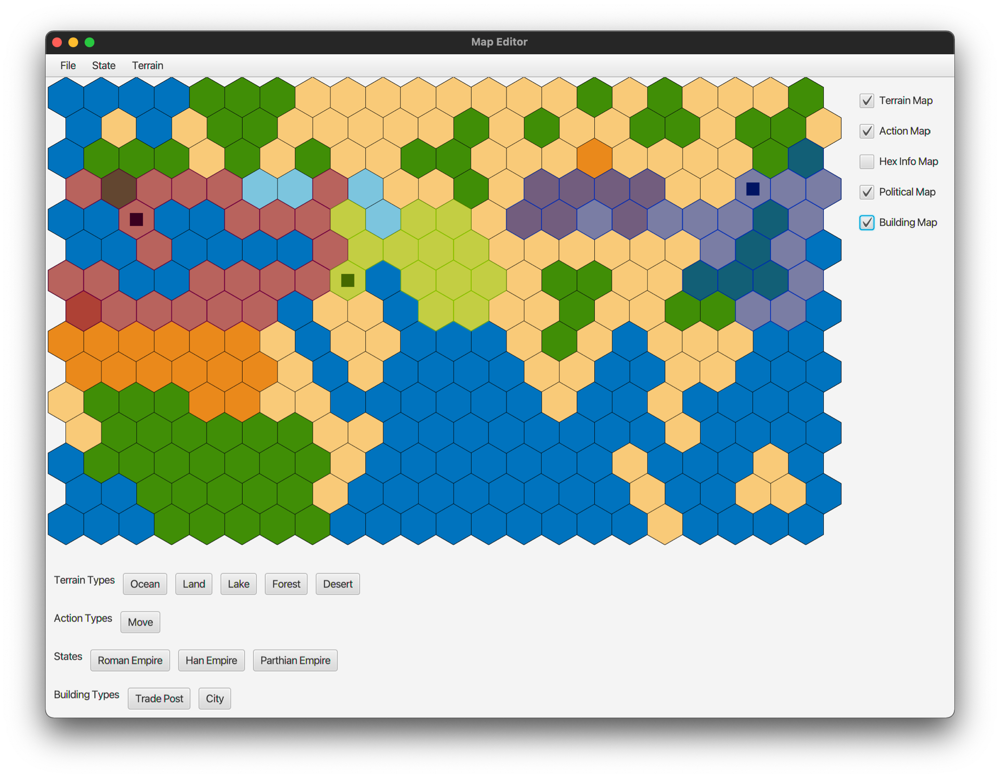 Map Editor
File State Terrain
Terrain Map
Action Map
Hex Info Map
Political Map
Building Map
Terrain Types Ocean Land Lake Forest Desert
Action Types Move
States Roman Empire Han Empire Parthian Empire
Building Types Trade Post City